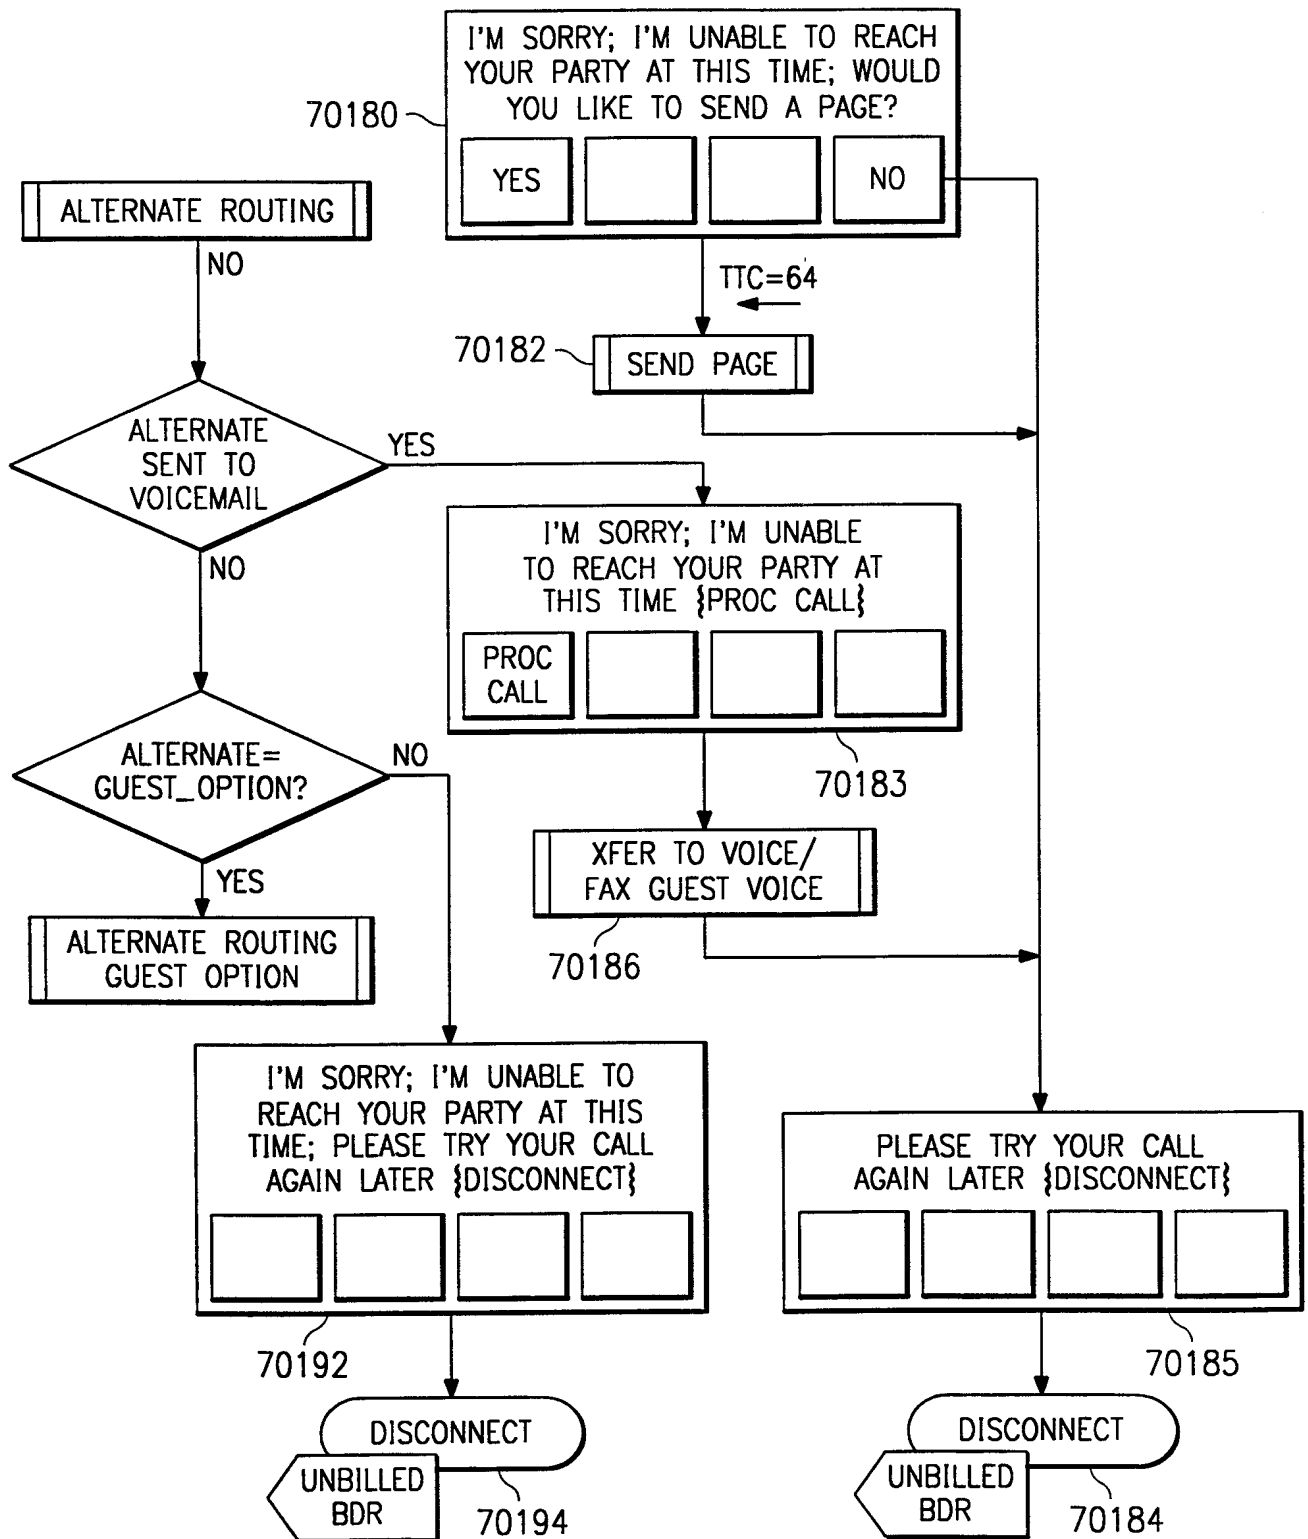 I'M SORRY; I'M UNABLE TO REACH
YOUR PARTY AT THIS TIME; WOULD
YOU LIKE TO SEND A PAGE?
70180
YES
NO
ALTERNATE ROUTING
NO
TTC=64
70182
SEND PAGE
ALTERNATE
SENT TO
VOICEMAIL
YES
NO
I'M SORRY; I'M UNABLE
TO REACH YOUR PARTY AT
THIS TIME {PROC CALL}
PROC
CALL
70183
ALTERNATE=
GUEST_OPTION?
NO
YES
XFER TO VOICE/
FAX GUEST VOICE
70186
ALTERNATE ROUTING
GUEST OPTION
I'M SORRY; I'M UNABLE TO
REACH YOUR PARTY AT THIS
TIME; PLEASE TRY YOUR CALL
AGAIN LATER {DISCONNECT}
70192
PLEASE TRY YOUR CALL
AGAIN LATER {DISCONNECT}
70185
DISCONNECT
UNBILLED
BDR
70194
DISCONNECT
UNBILLED
BDR
70184